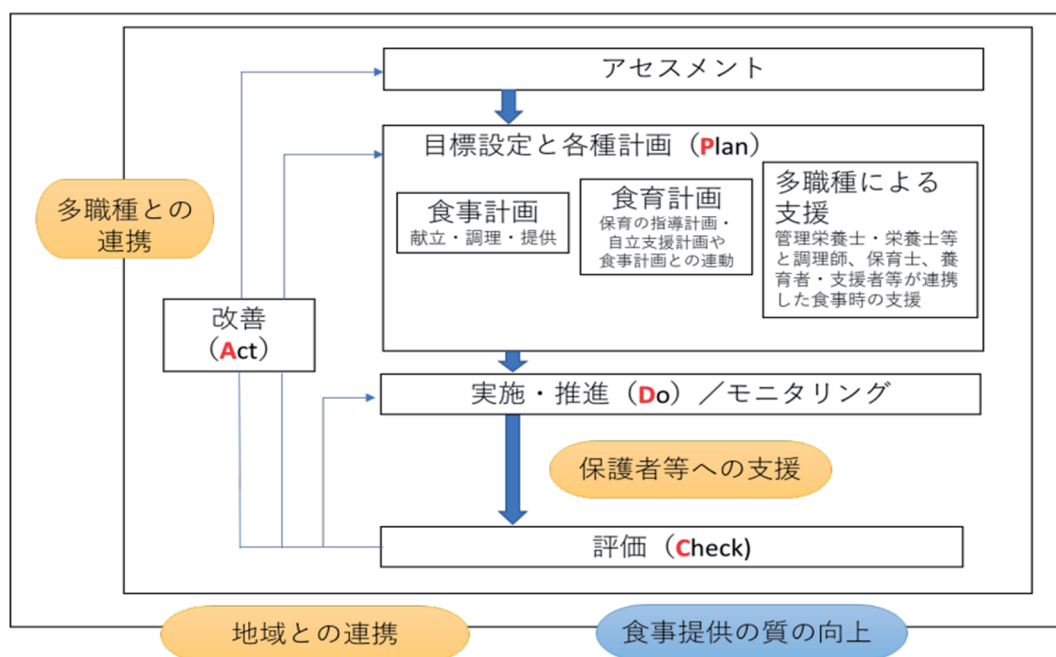 アセスメント
目標設定と各種計画（Plan）
食事計画
献立・調理・提供
食育計画
保育の指導計画・
自立支援計画や
食事計画との連動
多職種による
支援
管理栄養士・栄養士等
と調理師、保育士、養
育者・支援者等が連携
した食事時の支援
多職種との
連携
改善
（Act）
実施・推進（Do）／モニタリング
保護者等への支援
評価（Check)
地域との連携
食事提供の質の向上